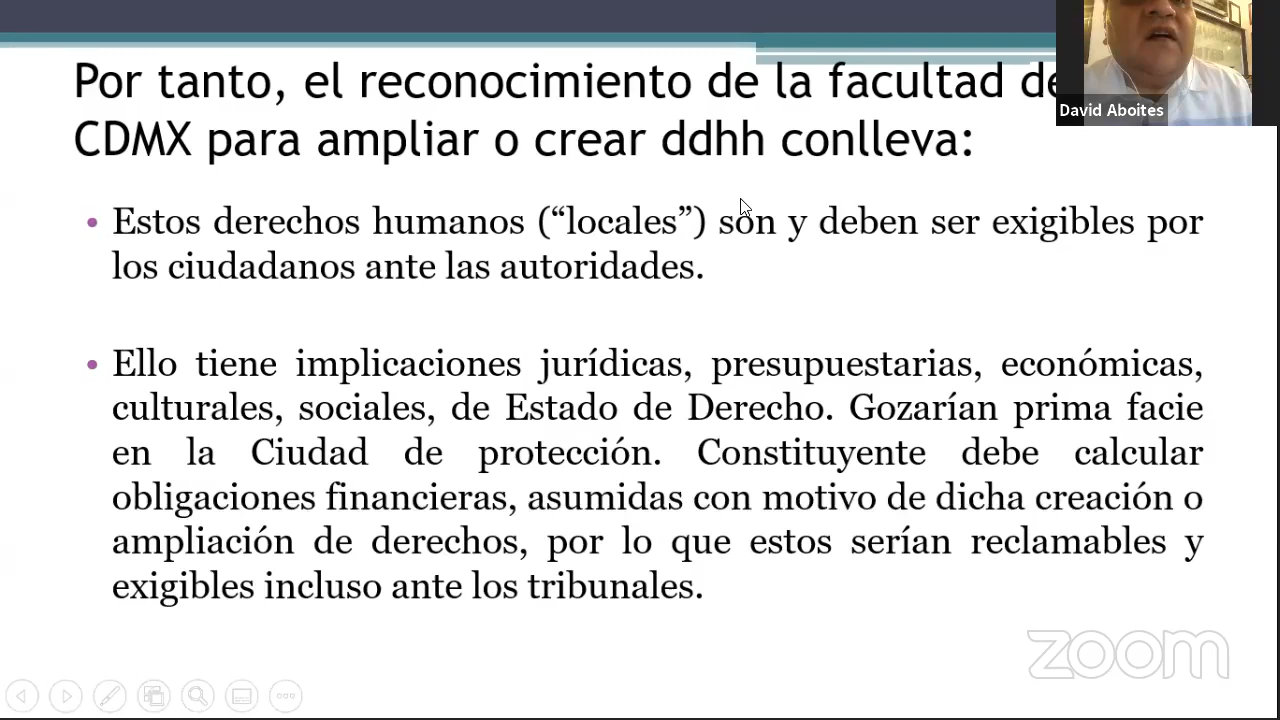 Por tanto, el reconocimiento de la facultad de
CDMX para ampliar o crear ddhh conlleva:
David Aboites
• Estos derechos humanos (“locales”) son y deben ser exigibles por
los ciudadanos ante las autoridades.
• Ello tiene implicaciones jurídicas, presupuestarias, económicas,
culturales, sociales, de Estado de Derecho. Gozarían prima facie
en la Ciudad de protección. Constituyente debe calcular
obligaciones financieras, asumidas con motivo de dicha creación o
ampliación de derechos, por lo que estos serían reclamables y
exigibles incluso ante los tribunales.
zoom